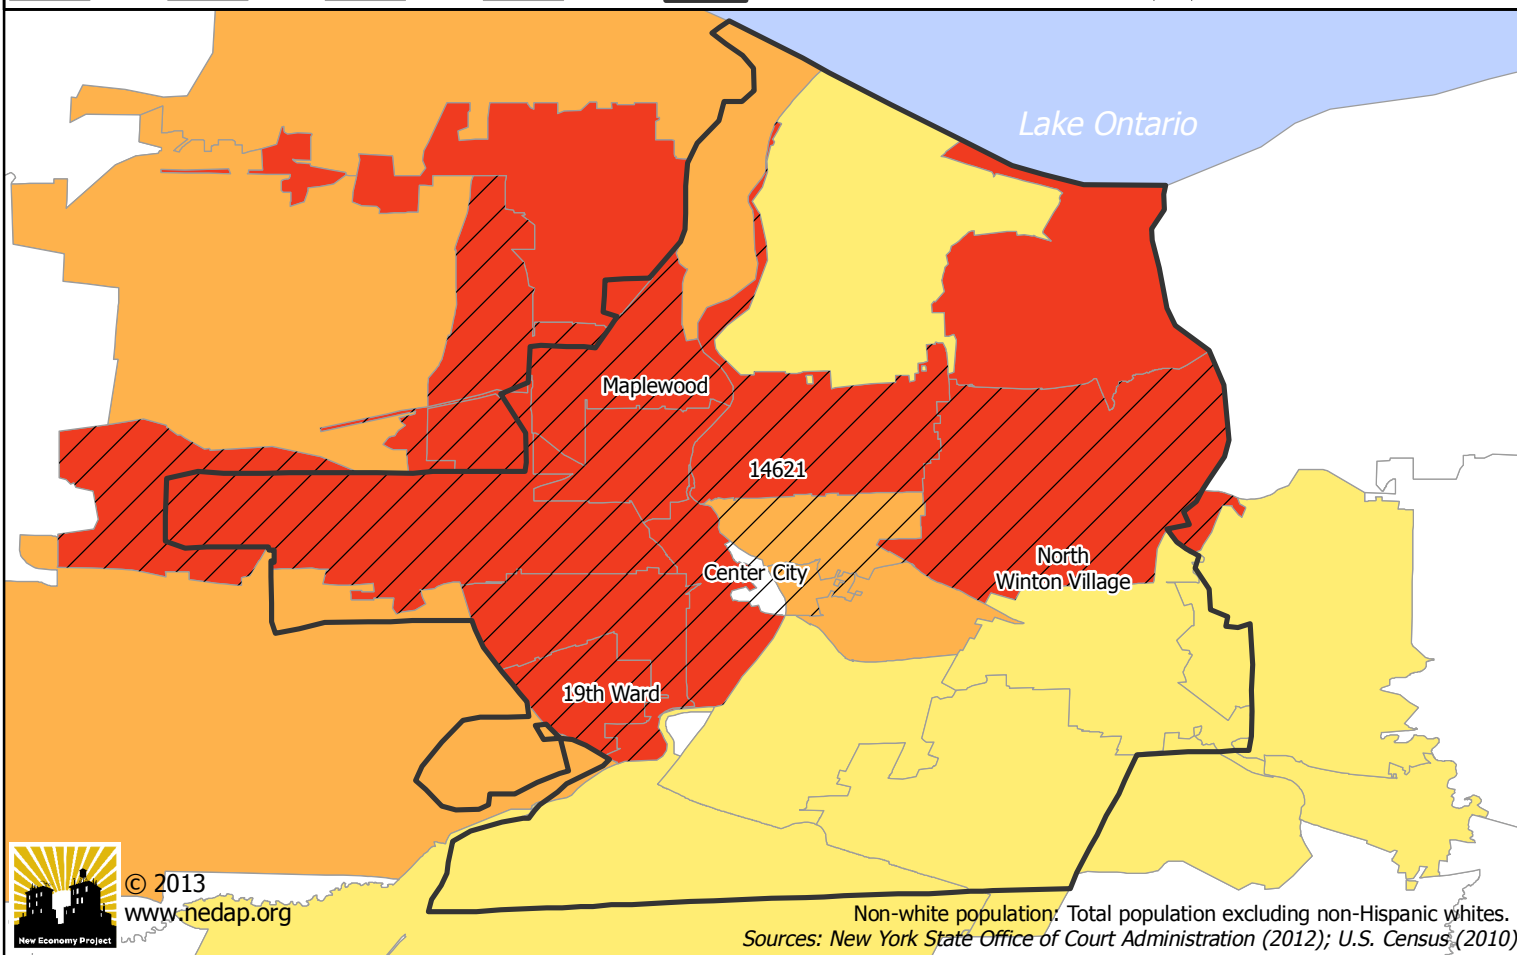 Lake Ontario
Maplewood
14621
North
Winton Village
Center City
19th Ward
© 2013
www.nedap.org
New Economy Project
Non-white population: Total population excluding non-Hispanic whites.
Sources: New York State Office of Court Administration (2012); U.S. Census (2010)